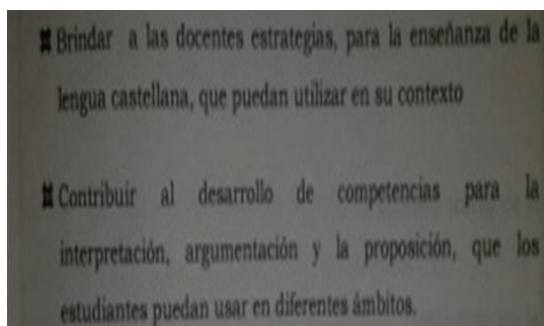 Brindar a las docentes estrategias, para la enseñanza de la
lengua castellana, que puedan utilizar en su contexto
Contribuir al desarrollo de competencias para la
interpretación, argumentación y la proposición, que los
estudiantes puedan usar en diferentes ámbitos.